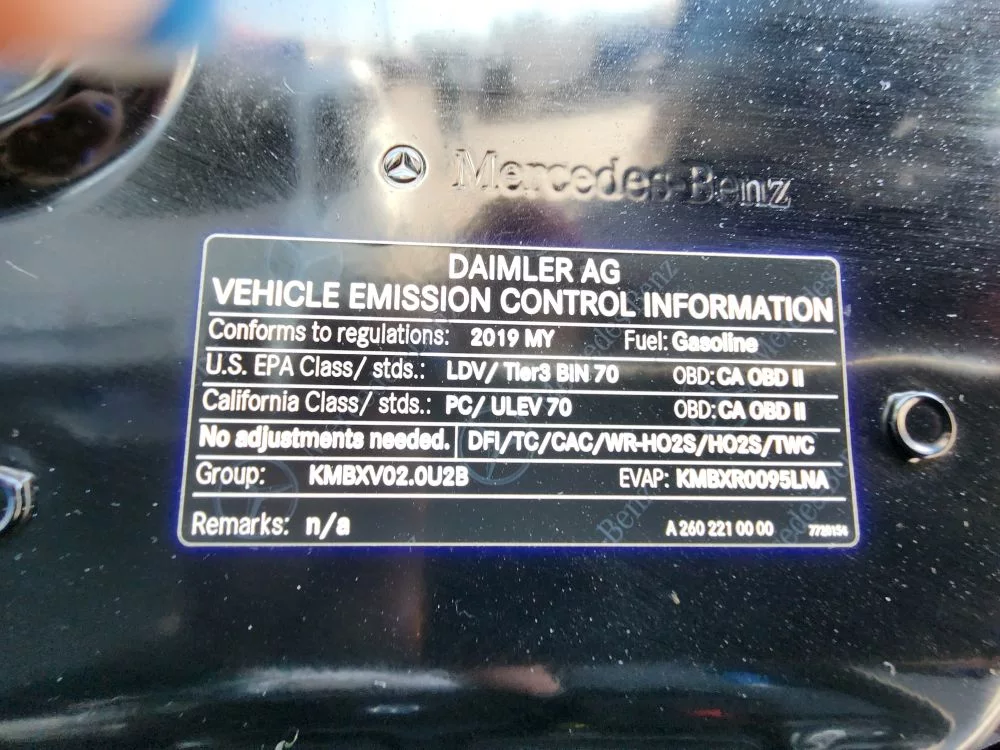 Mercedes-Benz
DAIMLER AG
VEHICLE EMISSION CONTROL INFORMATION
Conforms to regulations: 2019 MY Fuel: Gasoline
U.S. EPA Class/ stds.: LDV/ Tier3 BIN 70 OBD: CA OBD II
California Class/ stds.: PC/ ULEV 70 OBD: CA OBD II
No adjustments needed. DFI/TC/CAC/WR-HO2S/HO2S/TWC
Group: KMBXV02.0U2B EVAP: KMBXR0095LNA
Remarks: n/a A 260 221 00 00